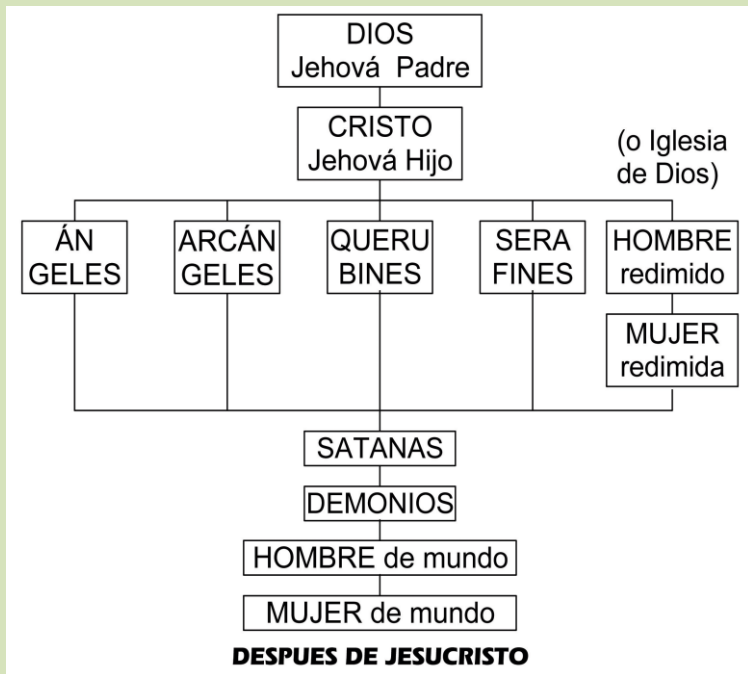 DIOS
Jehová Padre
CRISTO
Jehová Hijo
(o Iglesia
de Dios)
ÁN
GELES
ARCÁN
GELES
QUERU
BINES
SERA
FINES
HOMBRE
redimido
MUJER
redimida
SATANAS
DEMONIOS
HOMBRE de mundo
MUJER de mundo
DESPUES DE JESUCRISTO